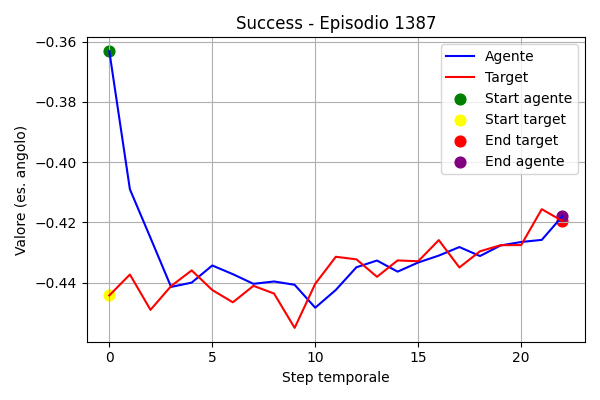 Success - Episodio 1387
Valore (es. angolo)
−0.36
−0.38
−0.40
−0.42
−0.44
Agente
Target
Start agente
Start target
End target
End agente
0
5
10
15
20
Step temporale